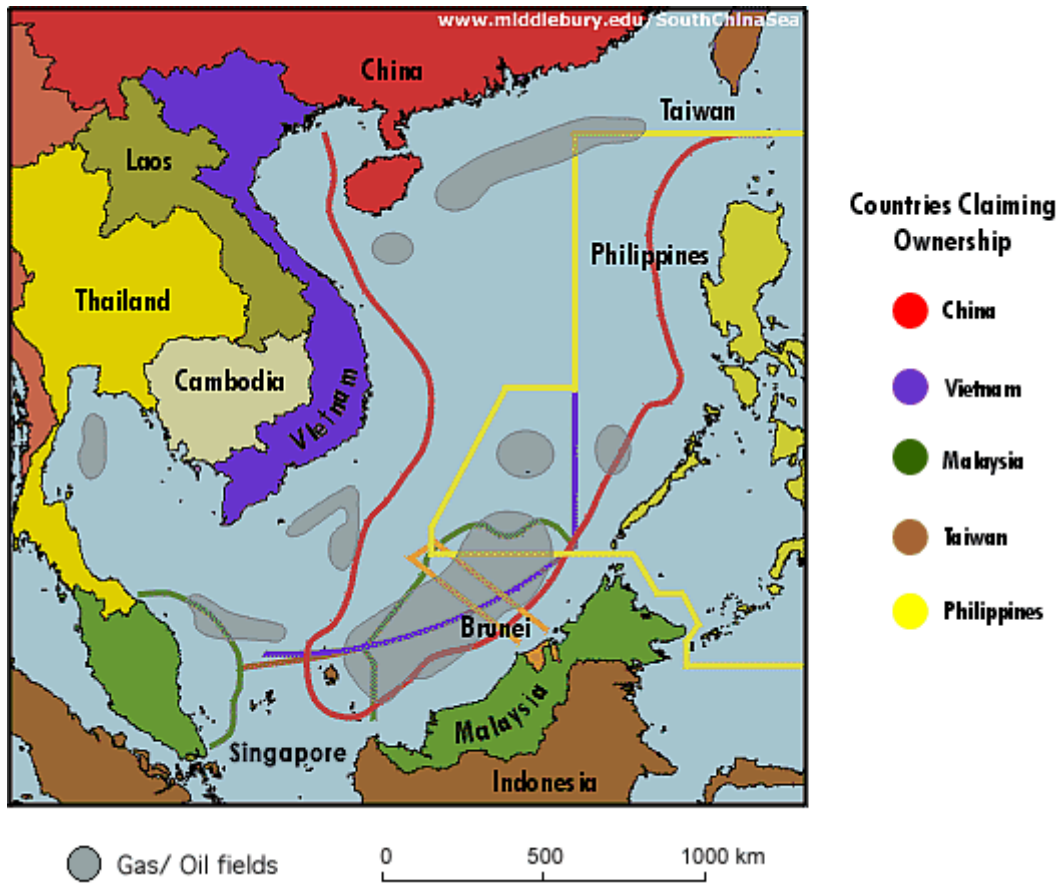 www.middlebury.edu/SouthChinaSea
China
Taiwan
Laos
Countries Claiming
Ownership
Philippines
Thailand
China
Cambodia
Vietnam
Vietnam
Malaysia
Taiwan
Philippines
Brunei
Malaysia
Singapore
Indonesia
Gas/ Oil fields
0 500 1000 km